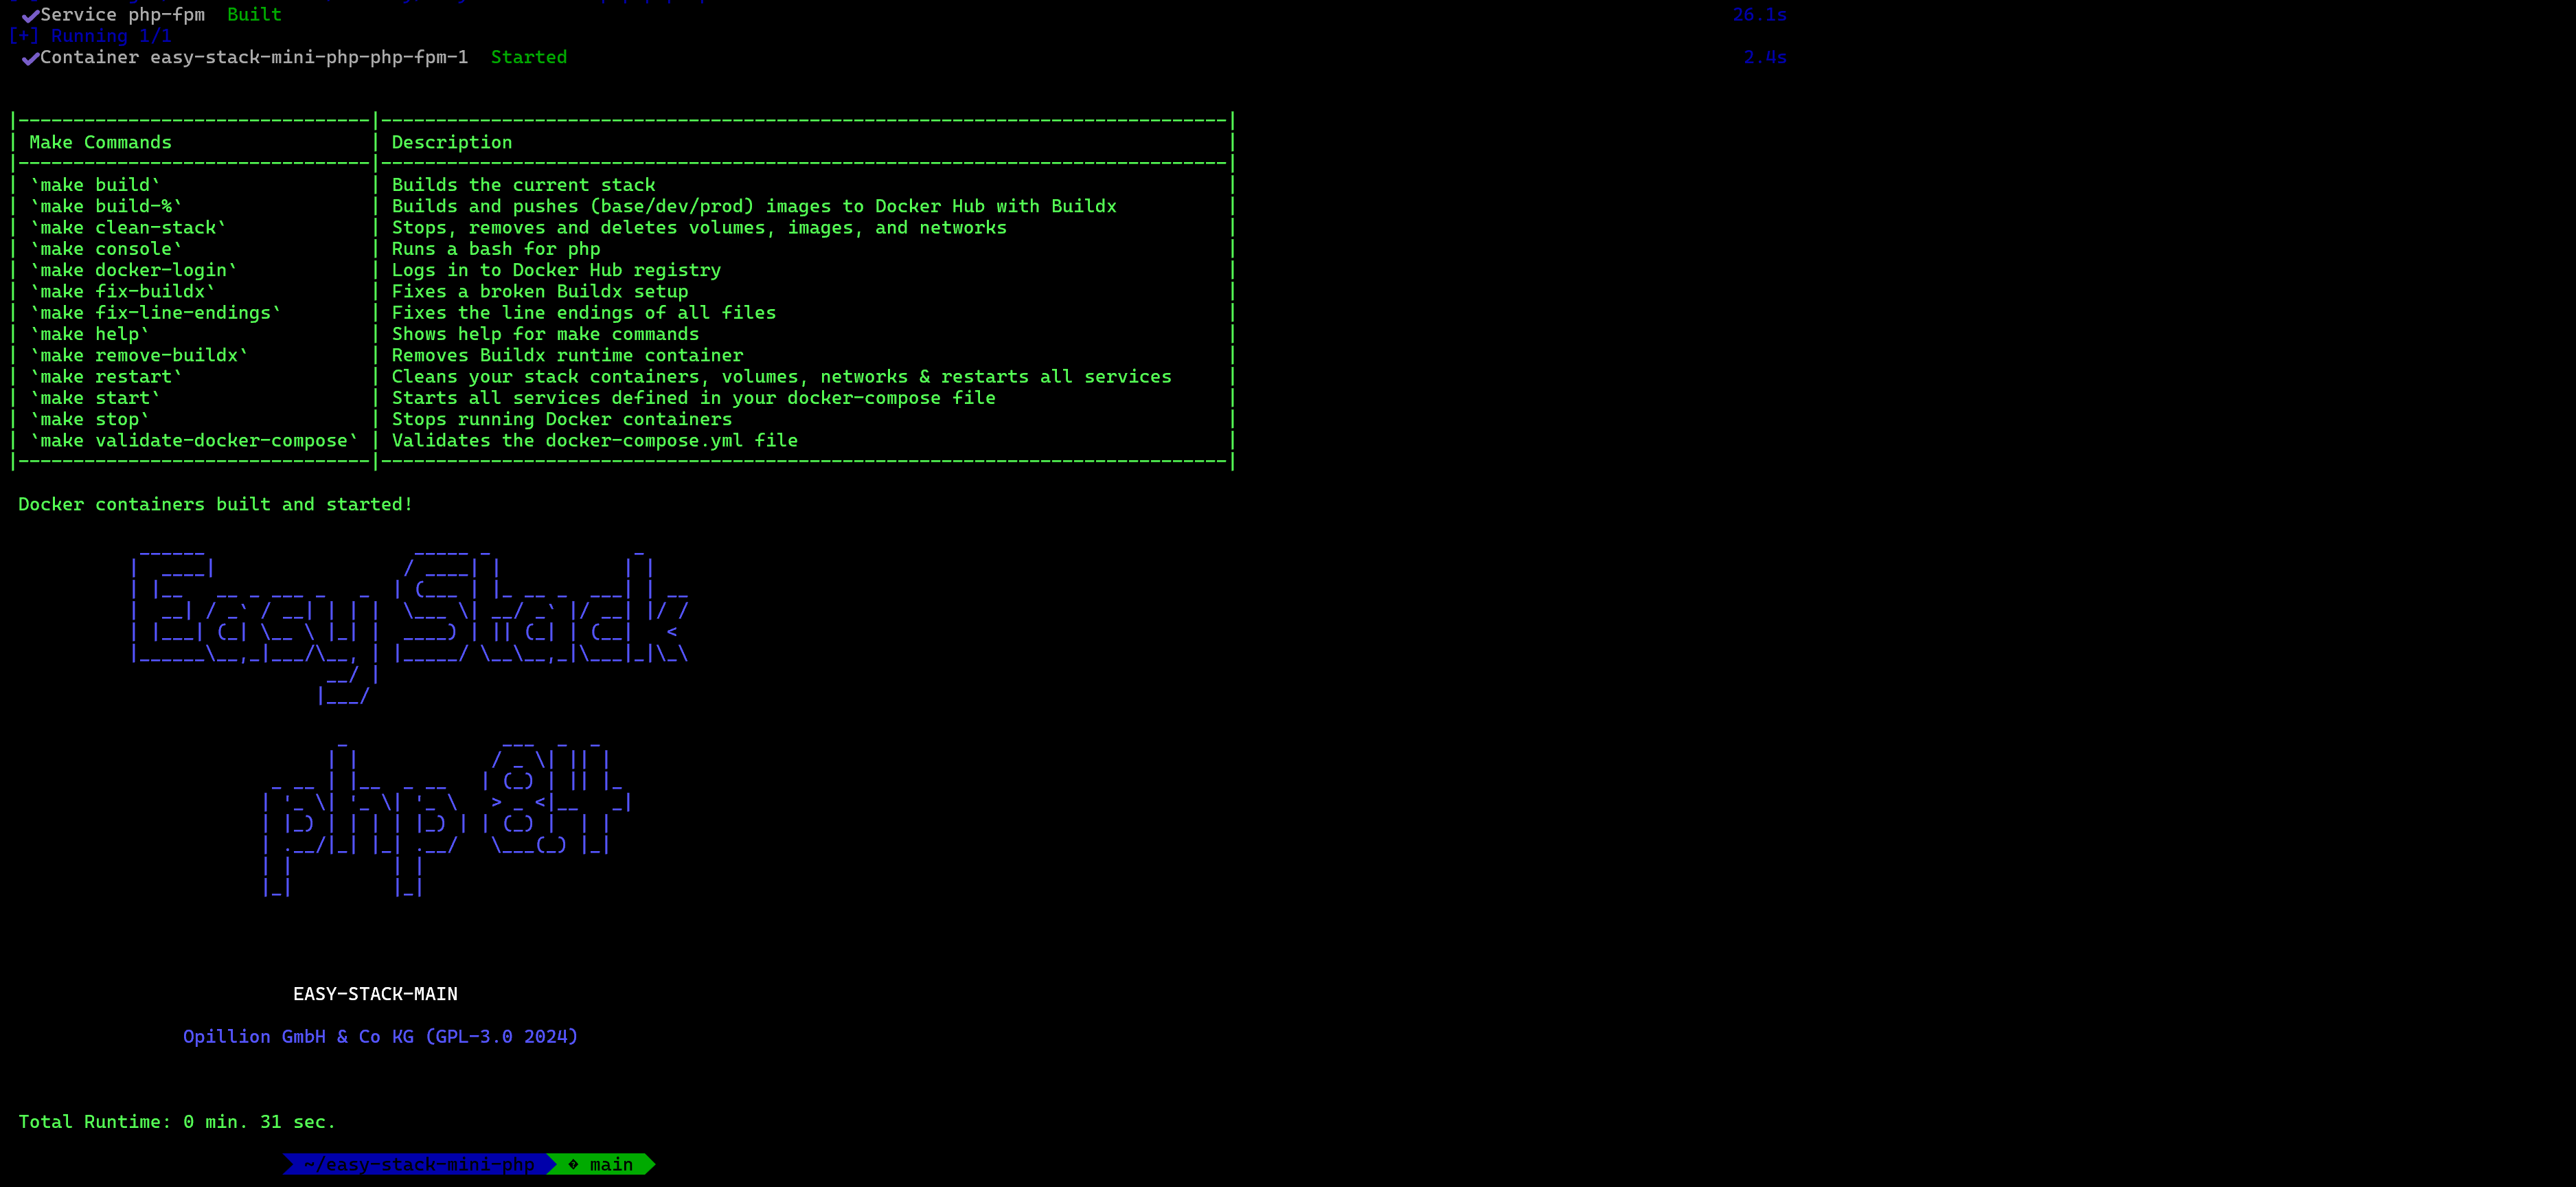 ✔Service php-fpm  Built 26.1s
[+] Running 1/1
✔Container easy-stack-mini-php-php-fpm-1  Started 2.4s
| Make Commands | Description |
| `make build` | Builds the current stack |
| `make build-%` | Builds and pushes (base/dev/prod) images to Docker Hub with Buildx |
| `make clean-stack` | Stops, removes and deletes volumes, images, and networks |
| `make console` | Runs a bash for php |
| `make docker-login` | Logs in to Docker Hub registry |
| `make fix-buildx` | Fixes a broken Buildx setup |
| `make fix-line-endings` | Fixes the line endings of all files |
| `make help` | Shows help for make commands |
| `make remove-buildx` | Removes Buildx runtime container |
| `make restart` | Cleans your stack containers, volumes, networks & restarts all services |
| `make start` | Starts all services defined in your docker-compose file |
| `make stop` | Stops running Docker containers |
| `make validate-docker-compose` | Validates the docker-compose.yml file |
Docker containers built and started!
Easy Stack
php 8.4
EASY-STACK-MAIN
Opillion GmbH & Co KG (GPL-3.0 2024)
Total Runtime: 0 min. 31 sec.
~/easy-stack-mini-php � main